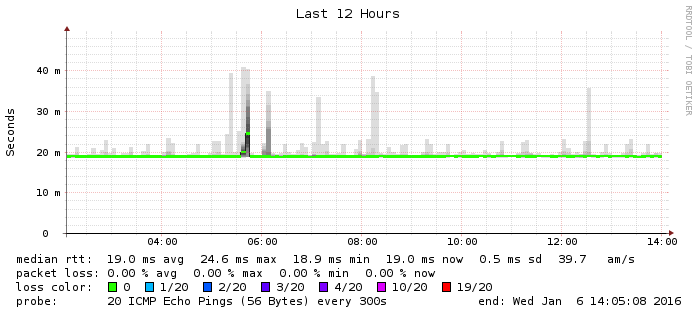 Last 12 Hours
RRDTOOL / TOBI OETIKER
Seconds
40 m
30 m
20 m
10 m
0
04:00 06:00 08:00 10:00 12:00 14:00
median rtt: 19.0 ms avg 24.6 ms max 18.9 ms min 19.0 ms now 0.5 ms sd 39.7 am/s
packet loss: 0.00 % avg 0.00 % max 0.00 % min 0.00 % now
loss color: 0 1/20 2/20 3/20 4/20 10/20 19/20
probe: 20 ICMP Echo Pings (56 Bytes) every 300s end: Wed Jan 6 14:05:08 2016